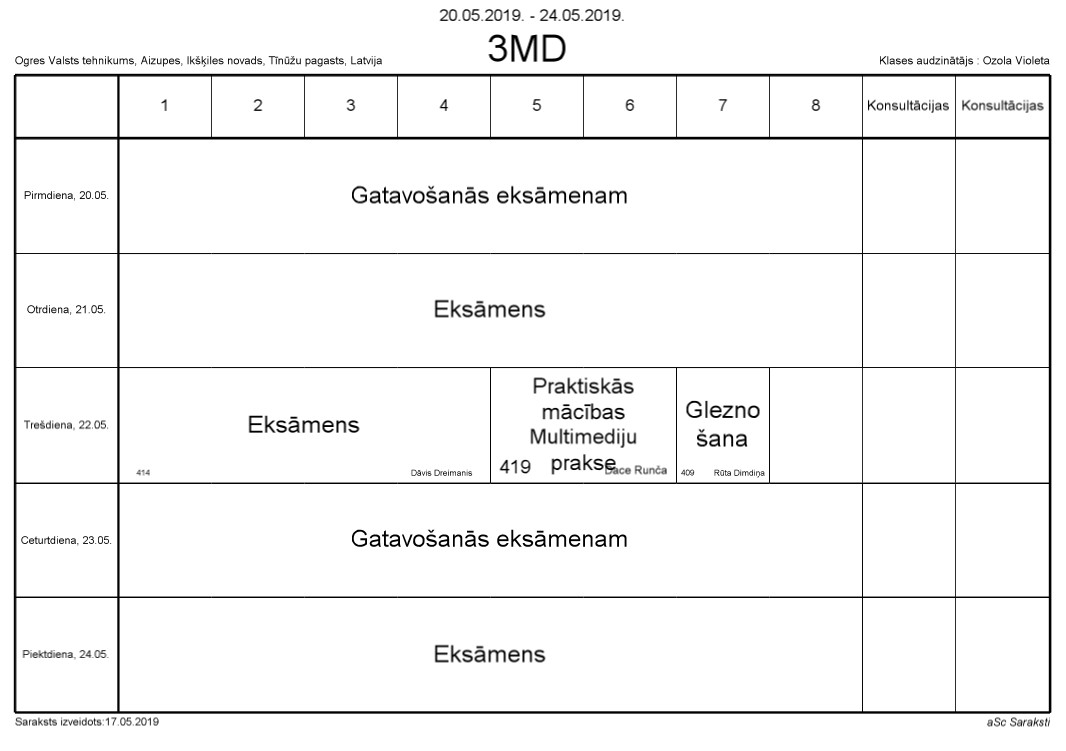 20.05.2019. - 24.05.2019.
3MD
Ogres Valsts tehnikums, Aizupes, Ikšķiles novads, Tīnūžu pagasts, Latvija
Klases audzinātājs : Ozola Violeta
1 2 3 4 5 6 7 8 Konsultācijas Konsultācijas
Pirmdiena, 20.05.
Gatavošanās eksāmenam
Otrdiena, 21.05.
Eksāmens
Trešdiena, 22.05.
Eksāmens
414
Dāvis Dreimanis
Praktiskās
mācības
Multimediju
prakse
419
Dace Runča
Glezno
šana
409
Rūta Dimdiņa
Ceturtdiena, 23.05.
Gatavošanās eksāmenam
Piektdiena, 24.05.
Eksāmens
Saraksts izveidots:17.05.2019
aSc Saraksti